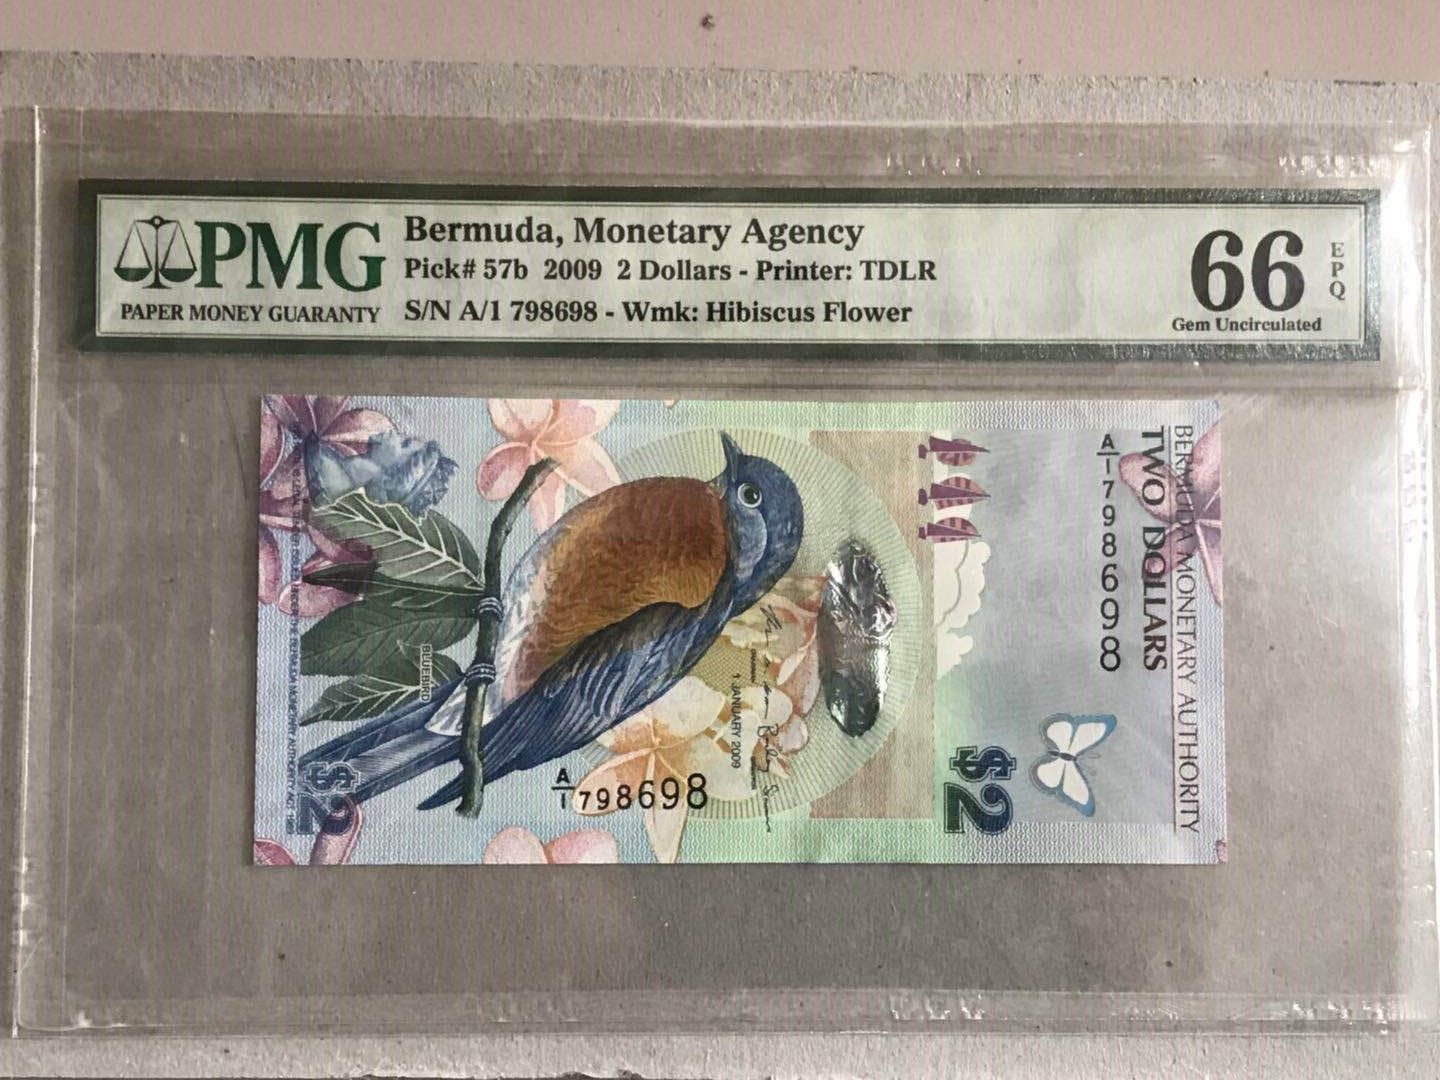 PMG
PAPER MONEY GUARANTY
Bermuda, Monetary Agency
Pick# 57b 2009 2 Dollars - Printer: TDLR
S/N A/1 798698 - Wmk: Hibiscus Flower
66
EPQ
Gem Uncirculated
BERMUDA MONETARY AUTHORITY
TWO DOLLARS
A/1 798698
$2
1 JANUARY 2009
BLUEBIRD
A/1 798698
$2